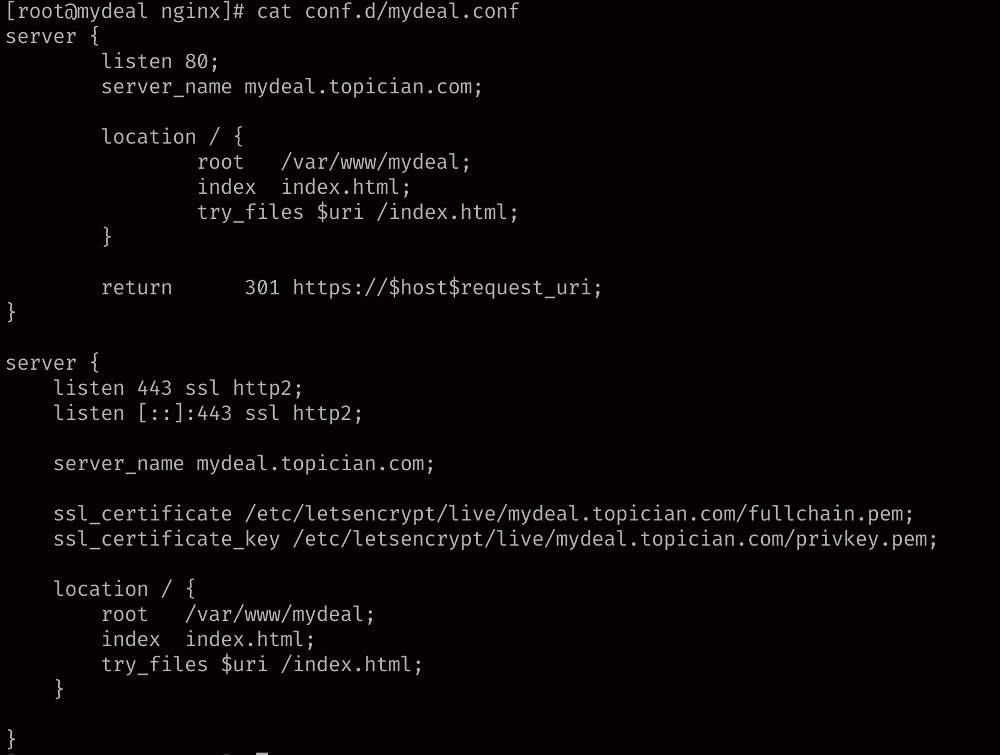 [root@mydeal nginx]# cat conf.d/mydeal.conf
server {
        listen 80;
        server_name mydeal.topician.com;

        location / {
                root   /var/www/mydeal;
                index  index.html;
                try_files $uri /index.html;
        }

        return      301 https://$host$request_uri;
}

server {
    listen 443 ssl http2;
    listen [::]:443 ssl http2;

    server_name mydeal.topician.com;

    ssl_certificate /etc/letsencrypt/live/mydeal.topician.com/fullchain.pem;
    ssl_certificate_key /etc/letsencrypt/live/mydeal.topician.com/privkey.pem;

    location / {
        root   /var/www/mydeal;
        index  index.html;
        try_files $uri /index.html;
    }

}